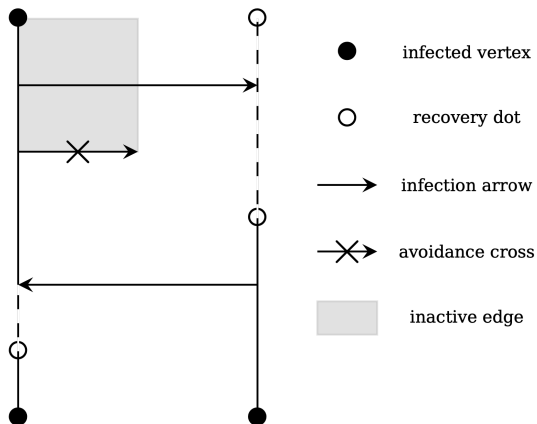 infected vertex
recovery dot
infection arrow
avoidance cross
inactive edge